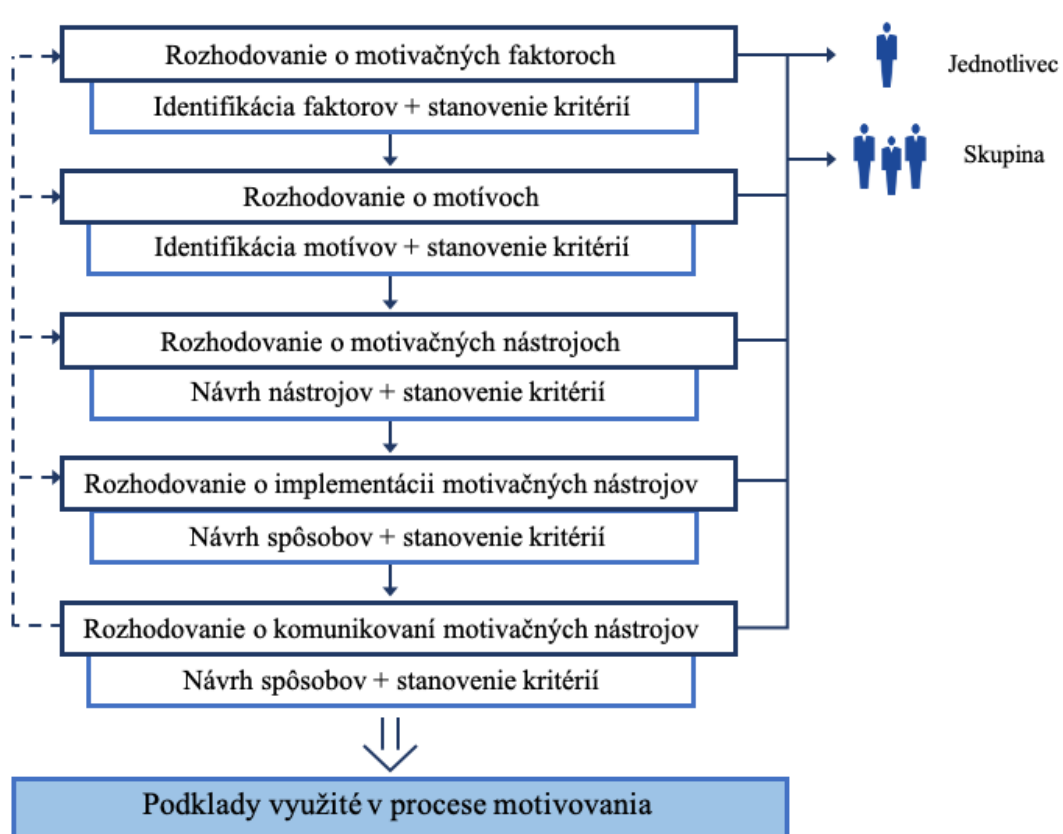 Rozhodovanie o motivačných faktoroch
Identifikácia faktorov + stanovenie kritérií
Jednotlivec
Skupina
Rozhodovanie o motívoch
Identifikácia motívov + stanovenie kritérií
Rozhodovanie o motivačných nástrojoch
Návrh nástrojov + stanovenie kritérií
Rozhodovanie o implementácii motivačných nástrojov
Návrh spôsobov + stanovenie kritérií
Rozhodovanie o komunikovaní motivačných nástrojov
Návrh spôsobov + stanovenie kritérií
Podklady využité v procese motivovania